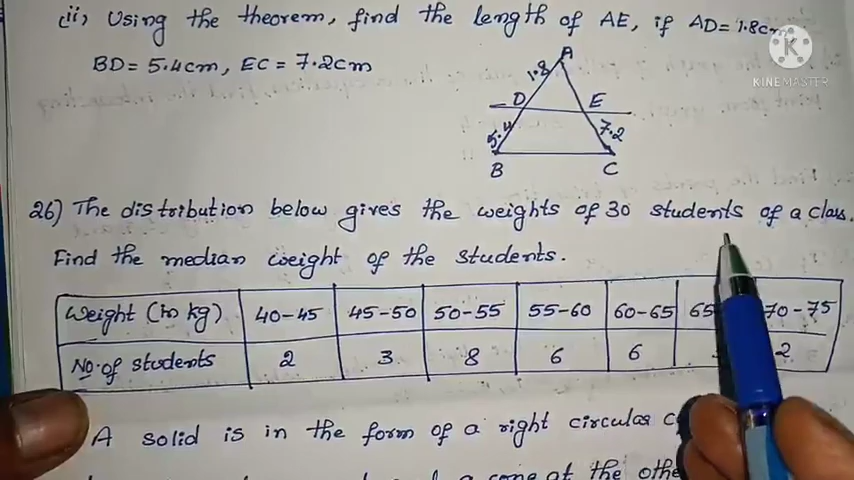 (ii) Using the theorem, find the length of AE, if AD = 1.8cm
BD = 5.4cm, EC = 7.2cm
A
1.8
D E
5.4 7.2
B C
K
KINEMASTER
26) The distribution below gives the weights of 30 students of a class.
Find the median weight of the students.
Weight (in kg) 40-45 45-50 50-55 55-60 60-65 65 70-75
No. of students 2 3 8 6 6 2
A solid is in the form of a right circular
a cone at the othe